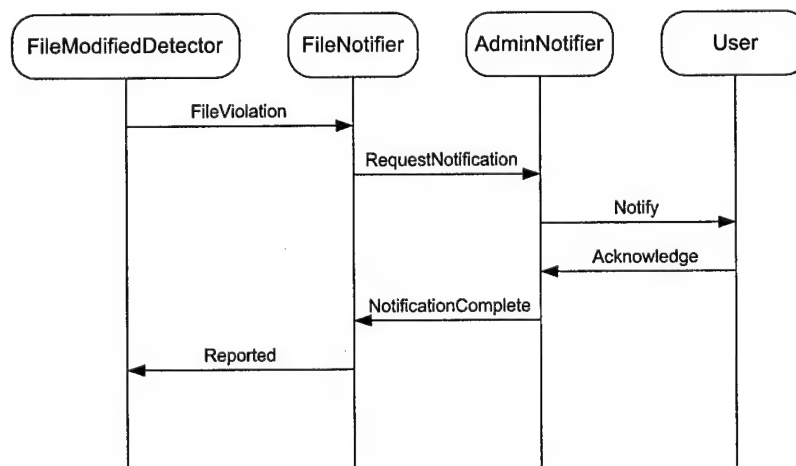 FileModifiedDetector
FileNotifier
AdminNotifier
User
FileViolation
RequestNotification
Notify
Acknowledge
NotificationComplete
Reported